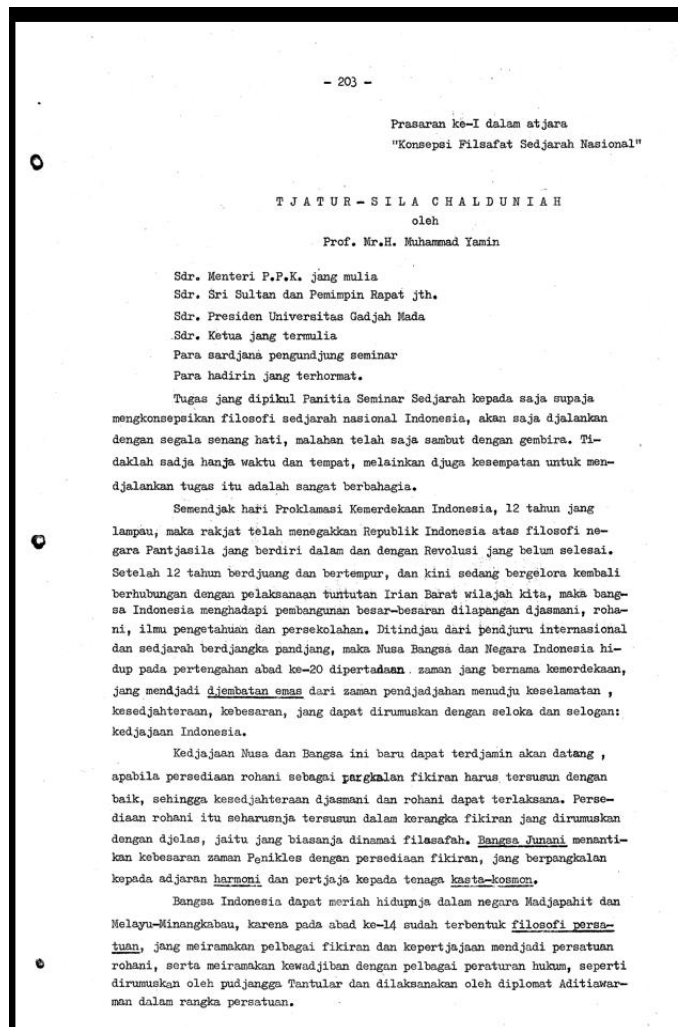 - 203 -
Prasaran ke-I dalam atjara
"Konsepsi Filsafat Sedjarah Nasional"
T J A T U R - S I L A C H A L D U N I A H
oleh
Prof. Mr.H. Muhammad Yamin
Sdr. Menteri P.P.K. jang mulia
Sdr. Sri Sultan dan Pemimpin Rapat jth.
Sdr. Presiden Universitas Gadjah Mada
Sdr. Ketua jang termulia
Para sardjana pengundjung seminar
Para hadirin jang terhormat.
Tugas jang dipikul Panitia Seminar Sedjarah kepada saja supaja
mengkonsepsikan filosofi sedjarah nasional Indonesia, akan saja djalankan
dengan segala senang hati, malahan telah saja sambut dengan gembira. Ti-
daklah sadja hanja waktu dan tempat, melainkan djuga kesempatan untuk men-
djalankan tugas itu adalah sangat berbahagia.
Semendjak hari Proklamasi Kemerdekaan Indonesia, 12 tahun jang
lampau, maka rakjat telah menegakkan Republik Indonesia atas filosofi ne-
gara Pantjasila jang berdiri dalam dan dengan Revolusi jang belum selesai.
Setelah 12 tahun berdjuang dan bertempur, dan kini sedang bergelora kembali
berhubungan dengan pelaksanaan tuntutan Irian Barat wilajah kita, maka bang-
sa Indonesia menghadapi pembangunan besar-besaran dilapangan djasmani, roha-
ni, ilmu pengetahuan dan persekolahan. Ditindjau dari pendjuru internasional
dan sedjarah berdjangka pandjang, maka Nusa Bangsa dan Negara Indonesia hi-
dup pada pertengahan abad ke-20 dipertadaan. zaman jang bernama kemerdekaan,
jang mendjadi djembatan emas dari zaman pendjadjahan menudju keselamatan ,
kesedjahteraan, kebesaran, jang dapat dirumuskan dengan seloka dan selogan:
kedjajaan Indonesia.
Kedjajaan Nusa dan Bangsa ini baru dapat terdjamin akan datang ,
apabila persediaan rohani sebagai pargkalan fikiran harus tersusun dengan
baik, sehingga kesedjahteraan djasmani dan rohani dapat terlaksana. Perse-
diaan rohani itu seharusnja tersusun dalam kerangka fikiran jang dirumuskan
dengan djelas, jaitu jang biasanja dinamai filasafah. Bangsa Junani menanti-
kan kebesaran zaman Penikles dengan persediaan fikiran, jang berpangkalan
kepada adjaran harmoni dan pertjaja kepada tenaga kasta-kosmon.
Bangsa Indonesia dapat meriah hidupnja dalam negara Madjapahit dan
Melayu-Minangkabau, karena pada abad ke-14 sudah terbentuk filosofi persa-
tuan, jang meiramakan pelbagai fikiran dan kepertjajaan mendjadi persatuan
rohani, serta meiramakan kewadjiban dengan pelbagai peraturan hukum, seperti
dirumuskan oleh pudjangga Tantular dan dilaksanakan oleh diplomat Aditiawar-
man dalam rangka persatuan.